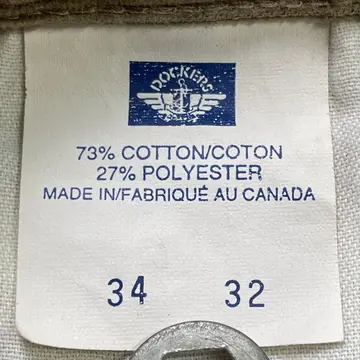 DOCKERS
73% COTTON/COTON
27% POLYESTER
MADE IN/FABRIQUÉ AU CANADA
34 32